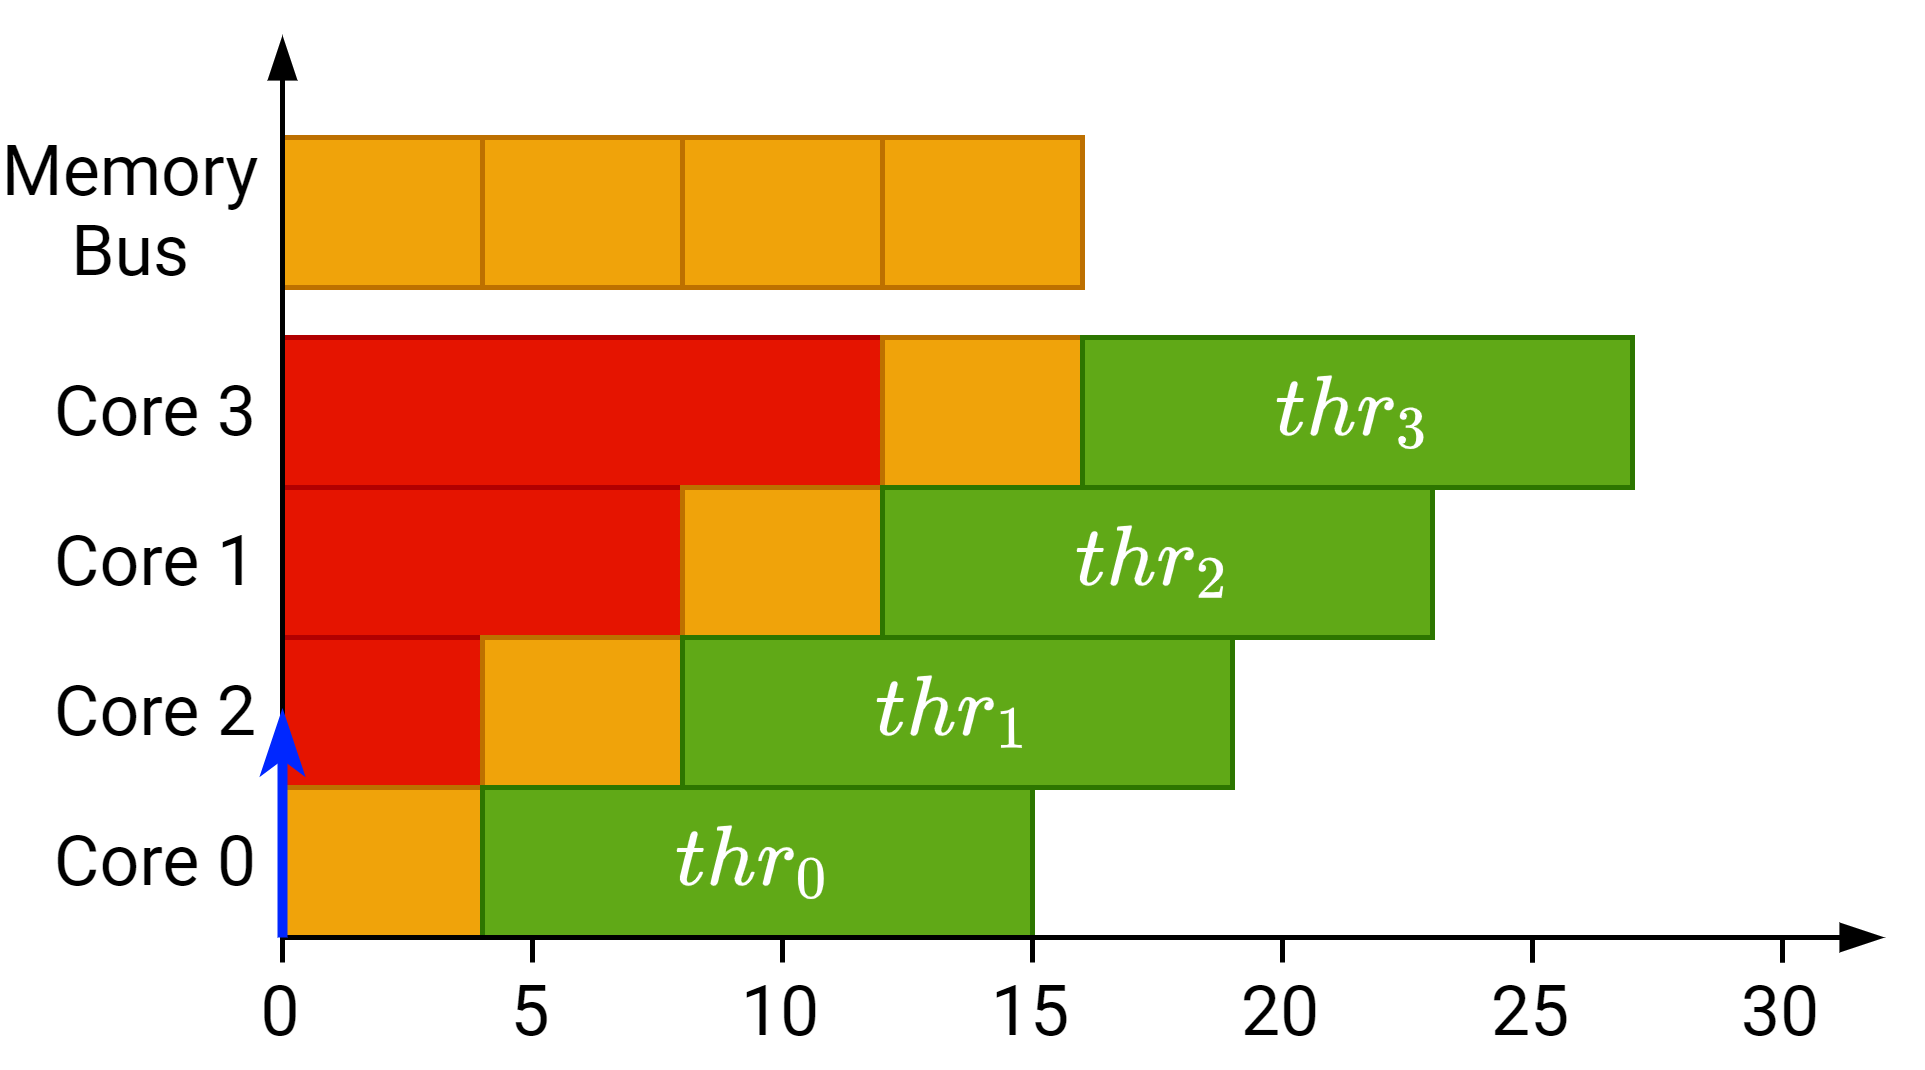 Memory
Bus
Core 3
thr₃
Core 1
thr₂
Core 2
thr₁
Core 0
thr₀
0 5 10 15 20 25 30